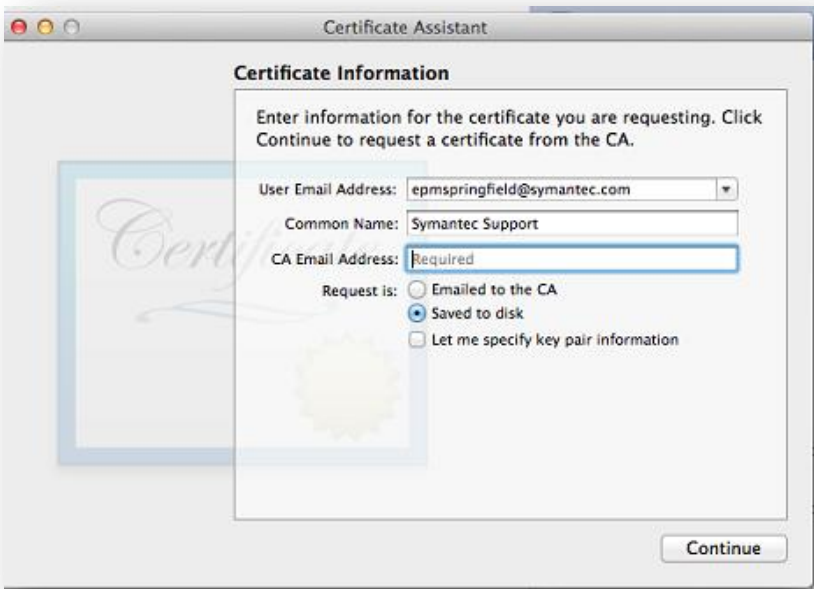 Certificate Assistant
Certificate Information
Enter information for the certificate you are requesting. Click
Continue to request a certificate from the CA.
User Email Address: epmspringfield@symantec.com
Common Name: Symantec Support
CA Email Address: Required
Request is: Emailed to the CA
Saved to disk
Let me specify key pair information
Certificate
Continue